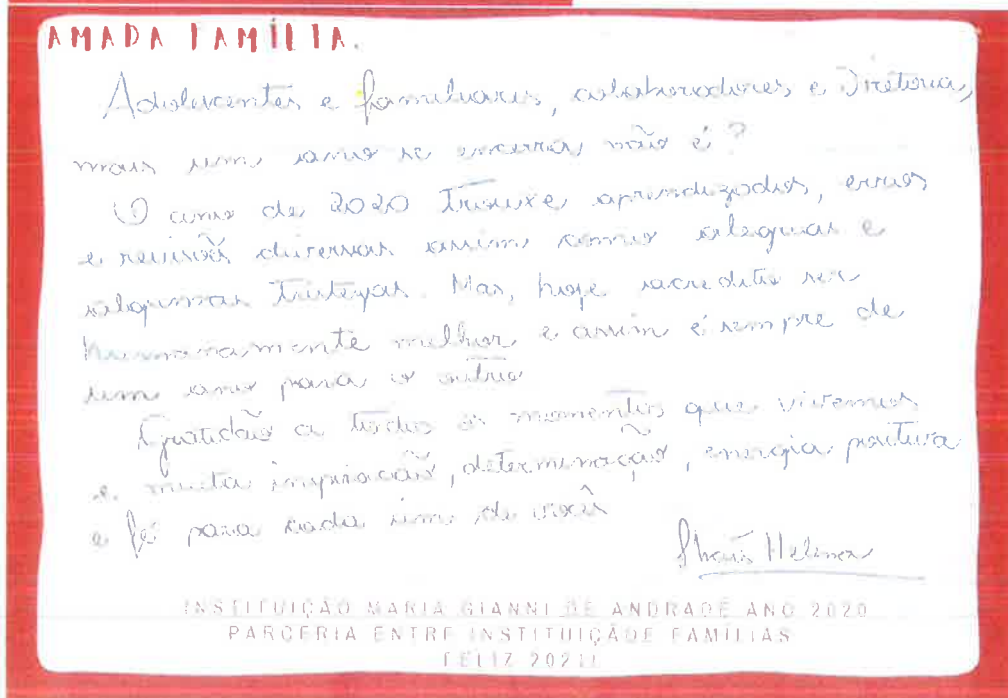 AMADA FAMÍLIA.
Adolescentes e familiares, colaboradores e Diretoria,
mais um ano se encerra, não é?
O ano de 2020 trouxe aprendizados, erros
e revisões diversas assim como alegrias e
algumas tristezas. Mas, hoje acredito ser
humanamente melhor e assim é sempre de
um ano para o outro
Gratidão a todos os momentos que vivemos
e muita inspiração, determinação, energia positiva
e fé para cada um de vocês
Thaís Helena
INSTITUIÇÃO MARIA GIANNI DE ANDRADE ANO 2020
PARCERIA ENTRE INSTITUIÇÃO E FAMÍLIAS
FELIZ 2021!